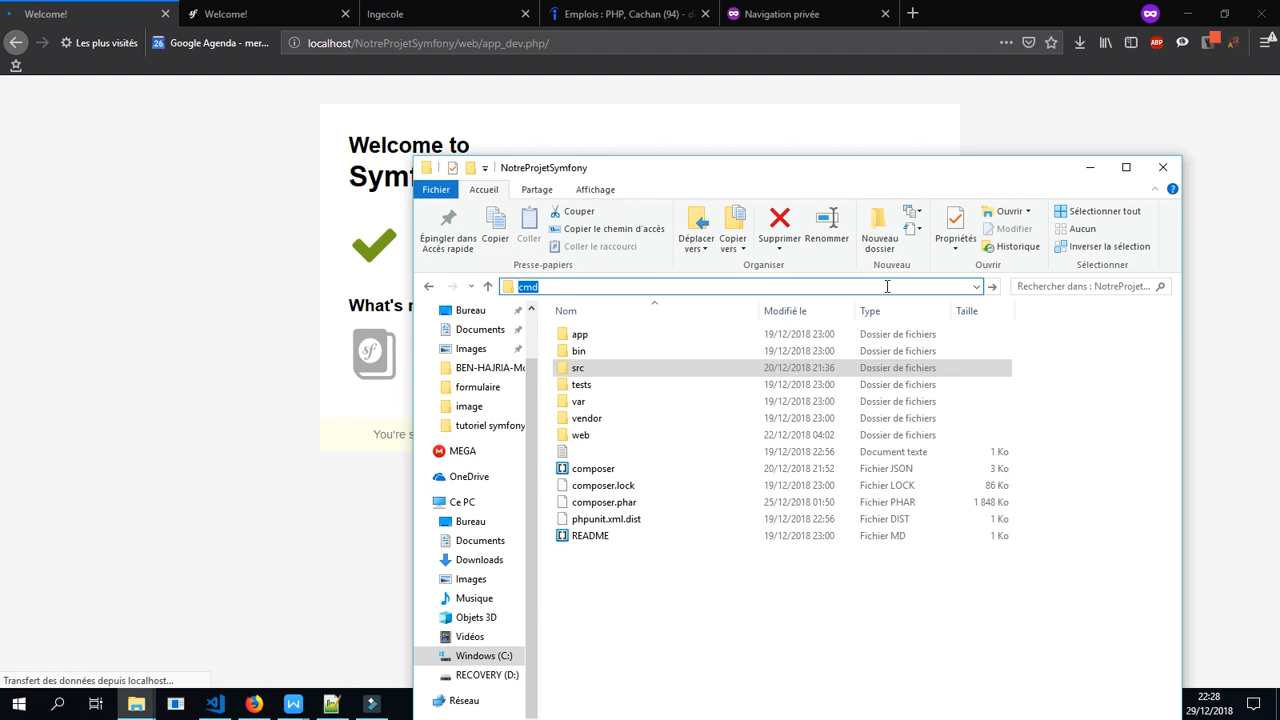 Welcome!
Welcome!
Ingecole
Emplois : PHP, Cachan (94) - d
Navigation privée
Les plus visités
26 Google Agenda - mer...
localhost/NotreProjetSymfony/web/app_dev.php/
ABP
Welcome to
Symf
What's n
sf
You're s
Transfert des données depuis localhost...
NotreProjetSymfony
Fichier Accueil Partage Affichage
Épingler dans Accès rapide
Copier
Coller
Couper
Copier le chemin d'accès
Coller le raccourci
Presse-papiers
Déplacer vers
Copier vers
Supprimer
Renommer
Organiser
Nouveau dossier
Nouveau
Propriétés
Ouvrir
Modifier
Historique
Ouvrir
Sélectionner tout
Aucun
Inverser la sélection
Sélectionner
cmd
Rechercher dans : NotreProjet...
Bureau
Documents
Images
BEN-HAJRIA-Mo
formulaire
image
tutoriel symfony
MEGA
OneDrive
Ce PC
Bureau
Documents
Downloads
Images
Musique
Objets 3D
Vidéos
Windows (C:)
RECOVERY (D:)
Réseau
Nom Modifié le Type Taille
app 19/12/2018 23:00 Dossier de fichiers
bin 19/12/2018 23:00 Dossier de fichiers
src 20/12/2018 21:36 Dossier de fichiers
tests 19/12/2018 23:00 Dossier de fichiers
var 19/12/2018 23:00 Dossier de fichiers
vendor 19/12/2018 23:00 Dossier de fichiers
web 22/12/2018 04:02 Dossier de fichiers
19/12/2018 22:56 Document texte 1 Ko
composer 20/12/2018 21:52 Fichier JSON 3 Ko
composer.lock 19/12/2018 23:00 Fichier LOCK 86 Ko
composer.phar 25/12/2018 01:50 Fichier PHAR 1 848 Ko
phpunit.xml.dist 19/12/2018 22:56 Fichier DIST 1 Ko
README 19/12/2018 23:00 Fichier MD 1 Ko
22:28
29/12/2018